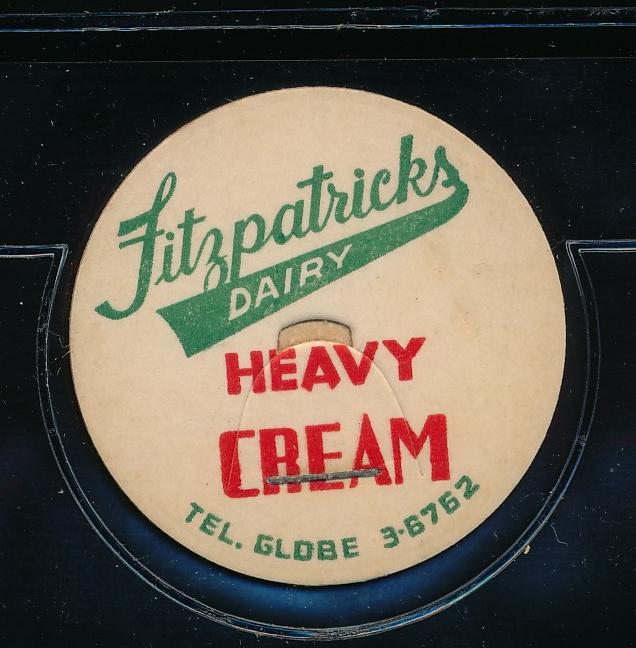 Fitzpatricks
DAIRY
HEAVY
CREAM
TEL. GLOBE 3-6762